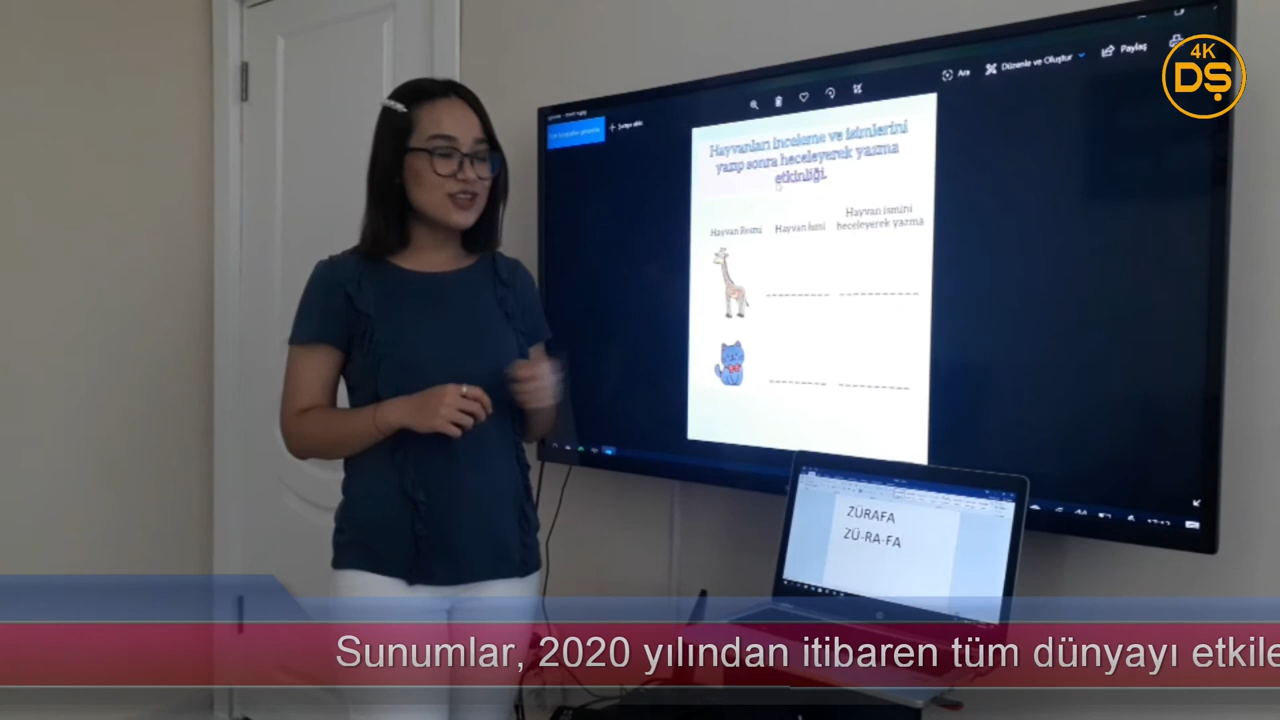 4K
DŞ
Ara
Düzenle ve Oluştur
Paylaş
Hayvanları inceleme ve isimlerini
yazıp sonra heceleyerek yazma
etkinliği.
Hayvan Resmi
Hayvan İsmi
Hayvan ismini
heceleyerek yazma
ZÜRAFA
ZÜ-RA-FA
Sunumlar, 2020 yılından itibaren tüm dünyayı etkile